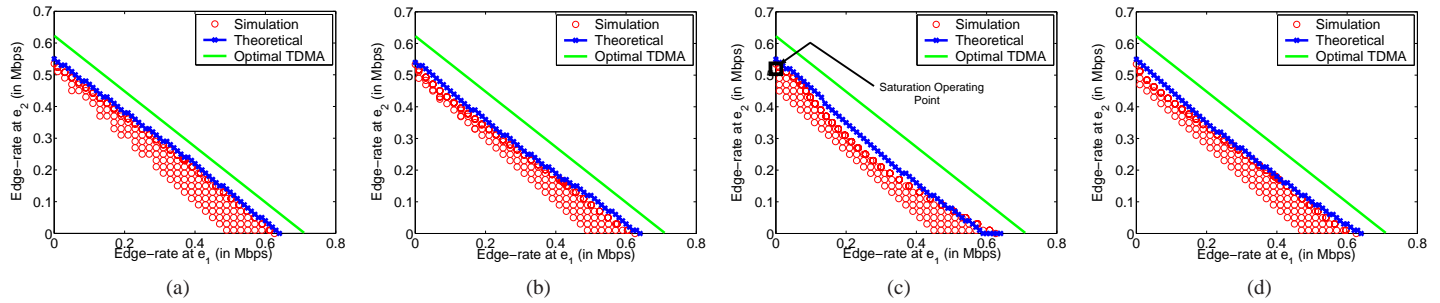 0.7
0.6
0.5
0.4
0.3
0.2
0.1
0
0 0.2 0.4 0.6 0.8
Edge−rate at e2 (in Mbps)
Edge−rate at e1 (in Mbps)
Simulation
Theoretical
Optimal TDMA
(a)
0.7
0.6
0.5
0.4
0.3
0.2
0.1
0
0 0.2 0.4 0.6 0.8
Edge−rate at e2 (in Mbps)
Edge−rate at e1 (in Mbps)
Simulation
Theoretical
Optimal TDMA
(b)
0.7
0.6
0.5
0.4
0.3
0.2
0.1
0
0 0.2 0.4 0.6 0.8
Edge−rate at e2 (in Mbps)
Edge−rate at e1 (in Mbps)
Simulation
Theoretical
Optimal TDMA
Saturation Operating
Point
(c)
0.7
0.6
0.5
0.4
0.3
0.2
0.1
0
0 0.2 0.4 0.6 0.8
Edge−rate at e2 (in Mbps)
Edge−rate at e1 (in Mbps)
Simulation
Theoretical
Optimal TDMA
(d)